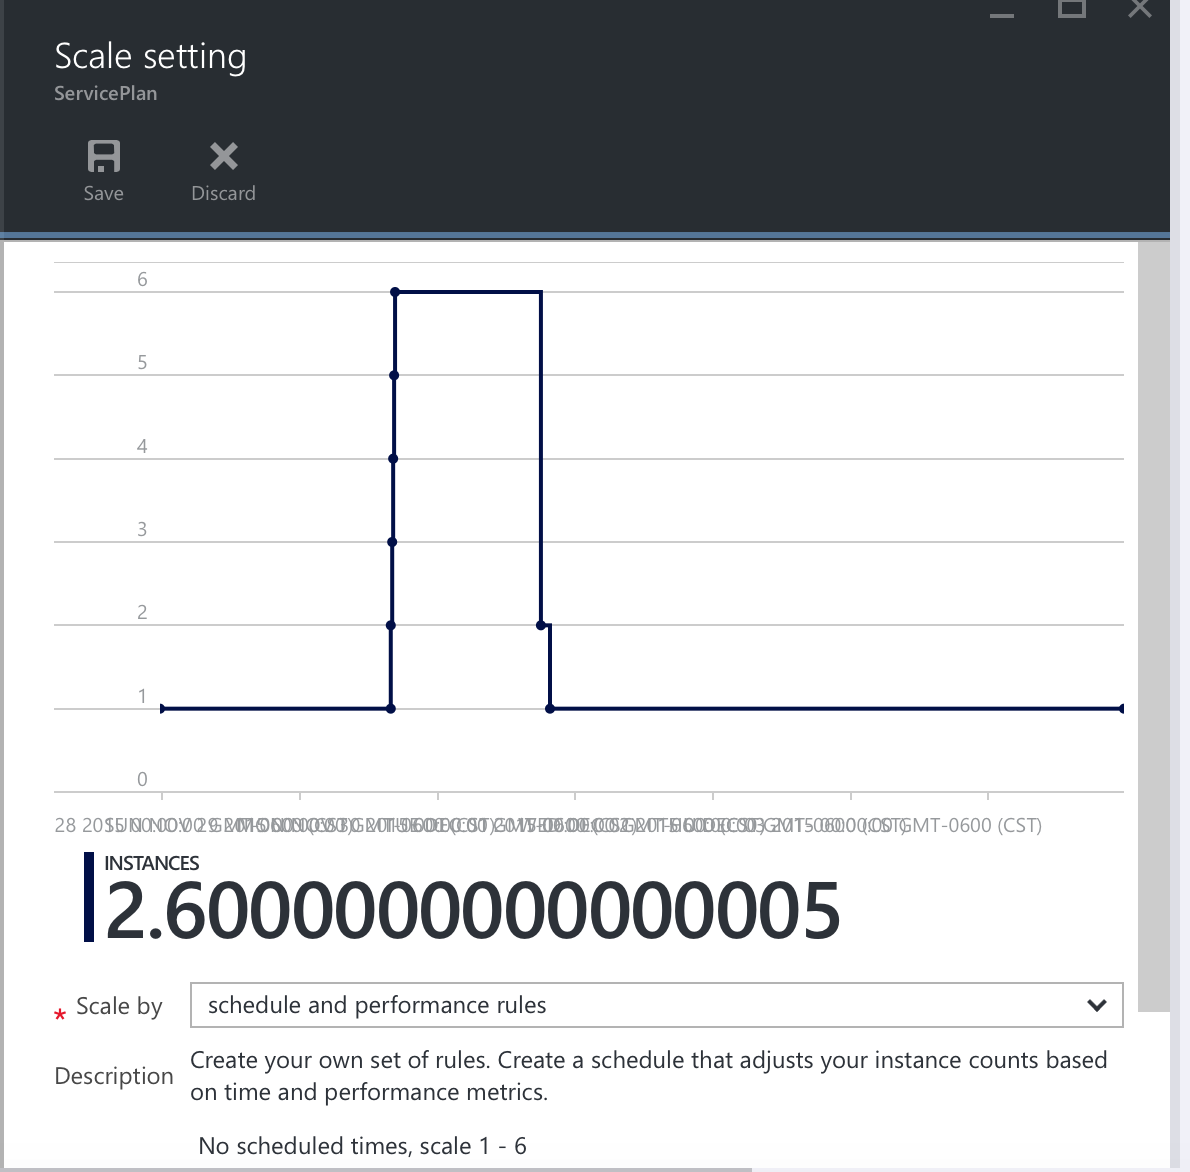 Scale setting
ServicePlan
Save Discard
6
5
4
3
2
1
0
28 2015 GMT-0600 (CST)
INSTANCES
2.6000000000000005
* Scale by schedule and performance rules
Description Create your own set of rules. Create a schedule that adjusts your instance counts based
on time and performance metrics.
No scheduled times, scale 1 - 6